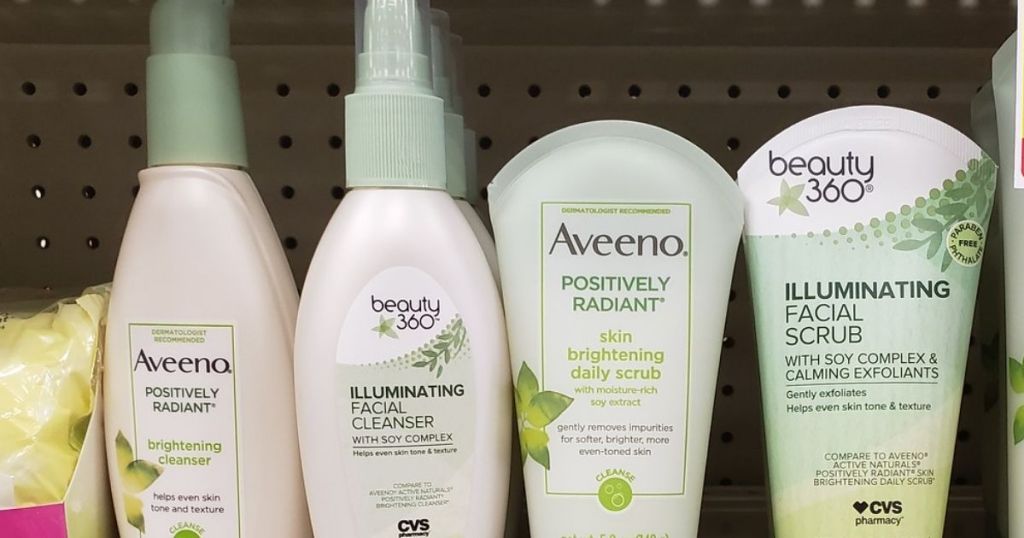 DERMATOLOGIST
RECOMMENDED
Aveeno.
POSITIVELY
RADIANT®
brightening
cleanser
helps even skin
tone and texture
CLEANSE
beauty
360™
ILLUMINATING
FACIAL
CLEANSER
WITH SOY COMPLEX
Helps even skin tone & texture
COMPARE TO
AVEENO® ACTIVE NATURALS®
POSITIVELY RADIANT®
BRIGHTENING CLEANSER*
CVS
pharmacy™
DERMATOLOGIST RECOMMENDED
Aveeno®
POSITIVELY
RADIANT®
skin
brightening
daily scrub
with moisture-rich
soy extract
gently removes impurities
for softer, brighter, more
even-toned skin
CLEANSE
beauty
360®
PARABEN
FREE
PHTHALATE
ILLUMINATING
FACIAL
SCRUB
WITH SOY COMPLEX &
CALMING EXFOLIANTS
Gently exfoliates
Helps even skin tone & texture
COMPARE TO AVEENO®
ACTIVE NATURALS®
POSITIVELY RADIANT® SKIN
BRIGHTENING DAILY SCRUB*
CVS
pharmacy™